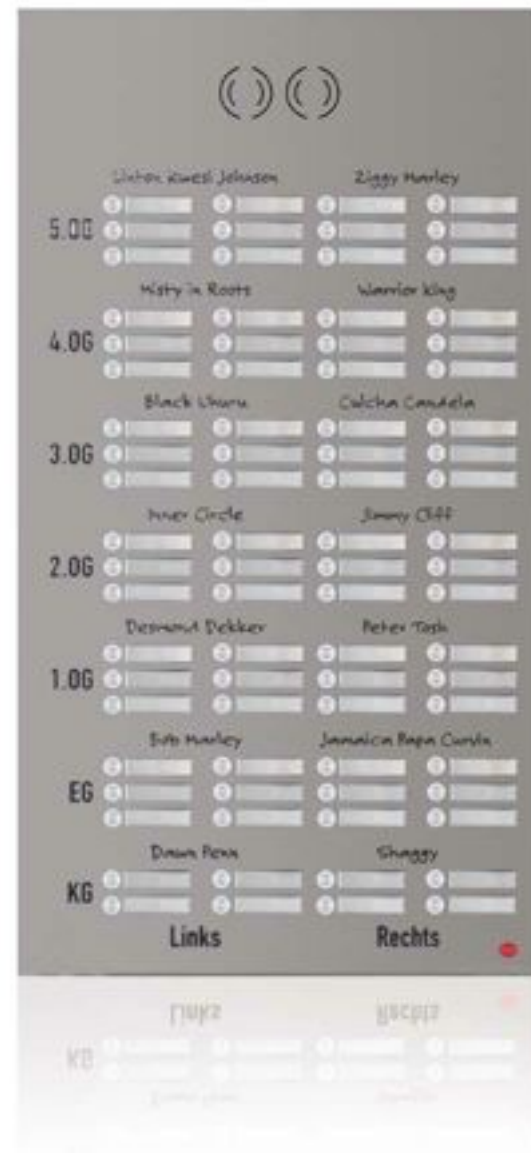 Linton Kwesi Johnson Ziggy Marley
5.OG
Misty in Roots Warrior King
4.OG
Black Uhuru Culcha Candela
3.OG
Inner Circle Jimmy Cliff
2.OG
Desmond Dekker Peter Tosh
1.OG
Bob Marley Jamaica Papa Curvin
EG
Dawn Penn Shaggy
KG
Links Rechts